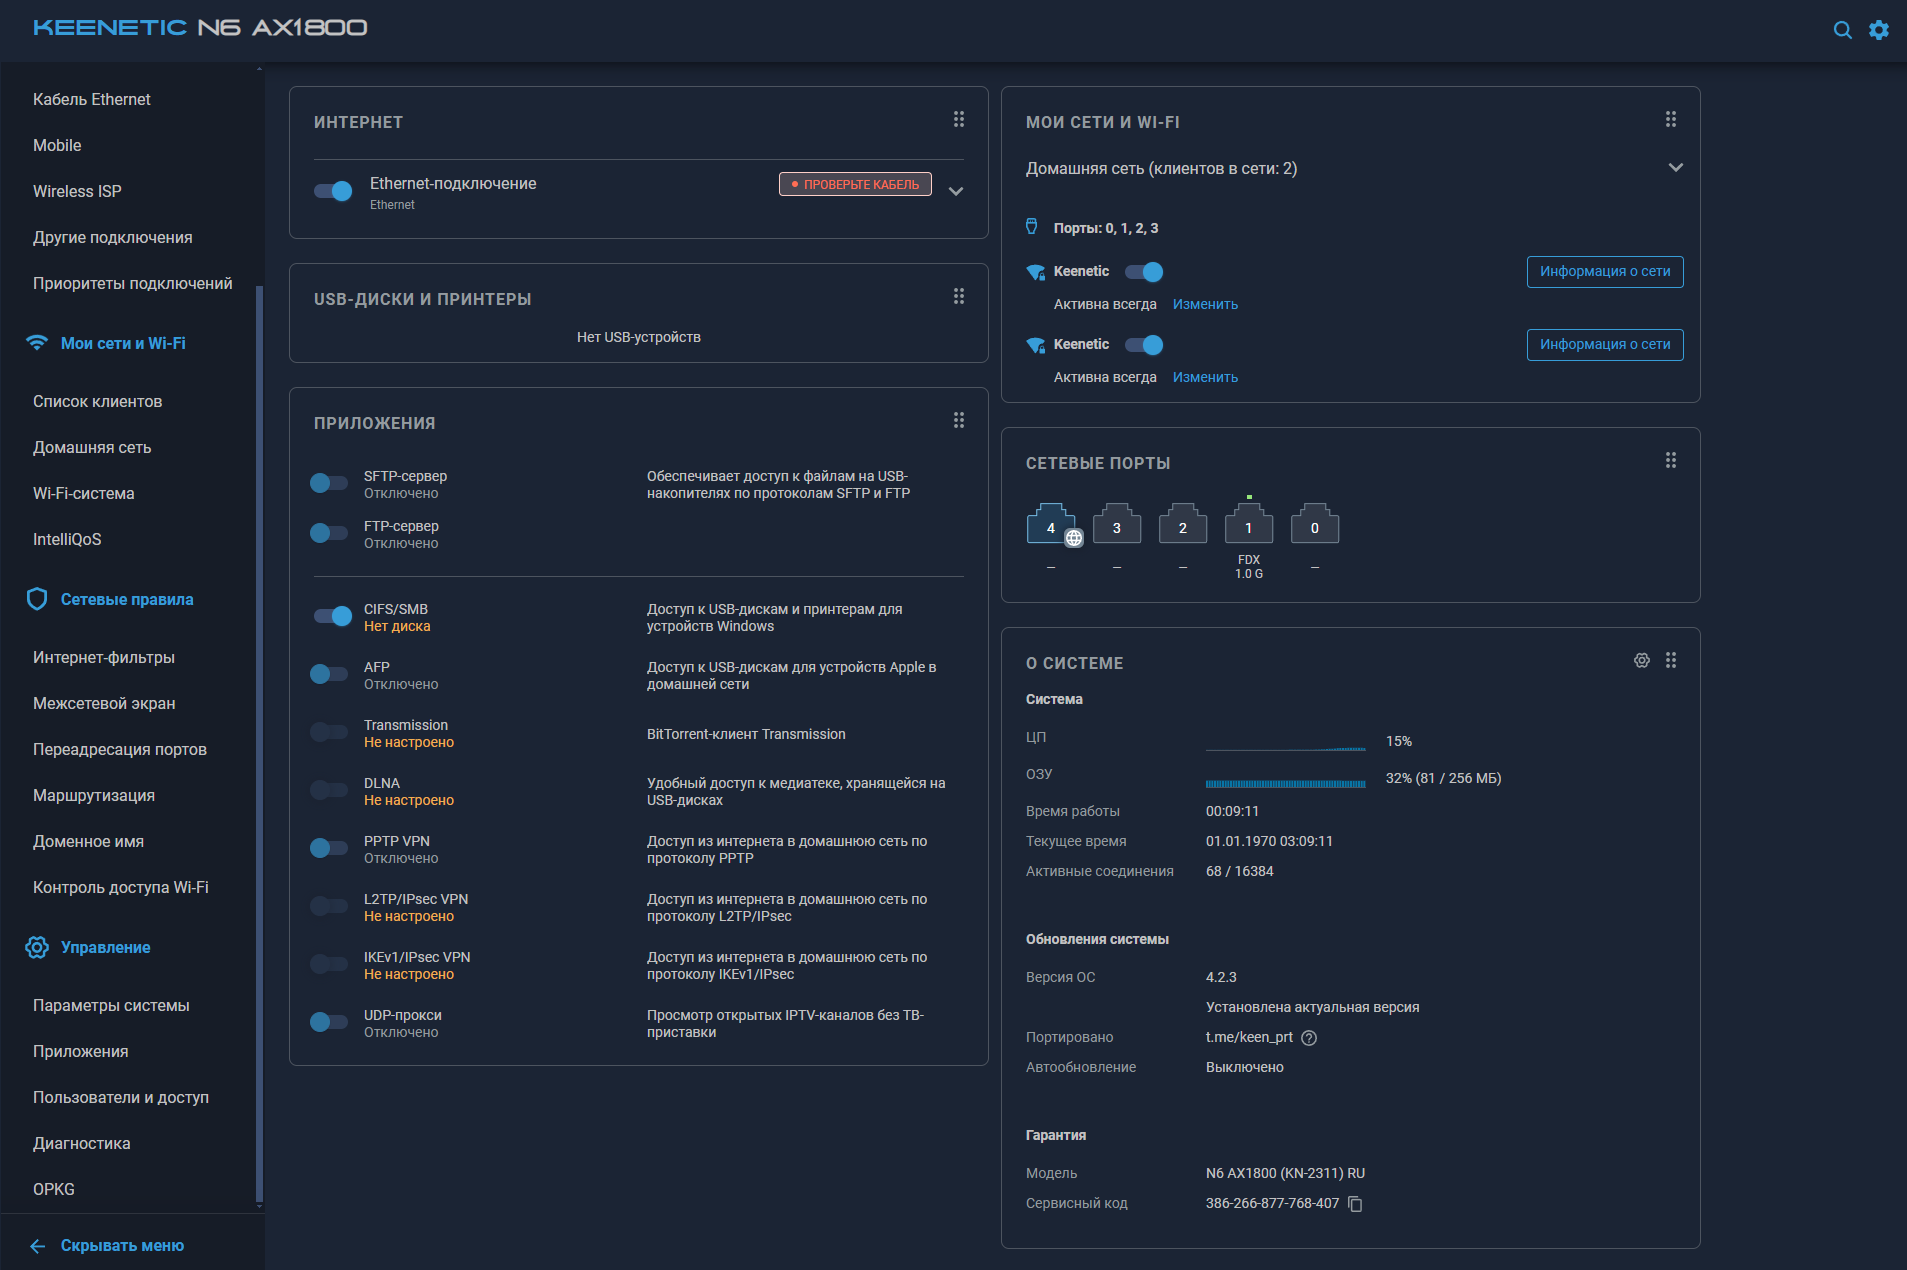 KEENETIC N6 AX1800
Кабель Ethernet
Mobile
Wireless ISP
Другие подключения
Приоритеты подключений
Мои сети и Wi-Fi
Список клиентов
Домашняя сеть
Wi-Fi-система
IntelliQoS
Сетевые правила
Интернет-фильтры
Межсетевой экран
Переадресация портов
Маршрутизация
Доменное имя
Контроль доступа Wi-Fi
Управление
Параметры системы
Приложения
Пользователи и доступ
Диагностика
OPKG
Скрывать меню
ИНТЕРНЕТ
Ethernet-подключение
ПРОВЕРЬТЕ КАБЕЛЬ
Ethernet
USB-ДИСКИ И ПРИНТЕРЫ
Нет USB-устройств
ПРИЛОЖЕНИЯ
SFTP-сервер
Отключено
Обеспечивает доступ к файлам на USB-
накопителях по протоколам SFTP и FTP
FTP-сервер
Отключено
CIFS/SMB
Нет диска
Доступ к USB-дискам и принтерам для
устройств Windows
AFP
Отключено
Доступ к USB-дискам для устройств Apple в
домашней сети
Transmission
Не настроено
BitTorrent-клиент Transmission
DLNA
Не настроено
Удобный доступ к медиатеке, хранящейся на
USB-дисках
PPTP VPN
Отключено
Доступ из интернета в домашнюю сеть по
протоколу PPTP
L2TP/IPsec VPN
Не настроено
Доступ из интернета в домашнюю сеть по
протоколу L2TP/IPsec
IKEv1/IPsec VPN
Не настроено
Доступ из интернета в домашнюю сеть по
протоколу IKEv1/IPsec
UDP-прокси
Отключено
Просмотр открытых IPTV-каналов без ТВ-
приставки
МОИ СЕТИ И WI-FI
Домашняя сеть (клиентов в сети: 2)
Порты: 0, 1, 2, 3
Keenetic
Информация о сети
Активна всегда Изменить
Keenetic
Информация о сети
Активна всегда Изменить
СЕТЕВЫЕ ПОРТЫ
4 3 2 1 0
– – – FDX –
1.0 G
О СИСТЕМЕ
Система
ЦП 15%
ОЗУ 32% (81 / 256 МБ)
Время работы 00:09:11
Текущее время 01.01.1970 03:09:11
Активные соединения 68 / 16384
Обновления системы
Версия ОС 4.2.3
Установлена актуальная версия
Портировано t.me/keen_prt
Автообновление Выключено
Гарантия
Модель N6 AX1800 (KN-2311) RU
Сервисный код 386-266-877-768-407